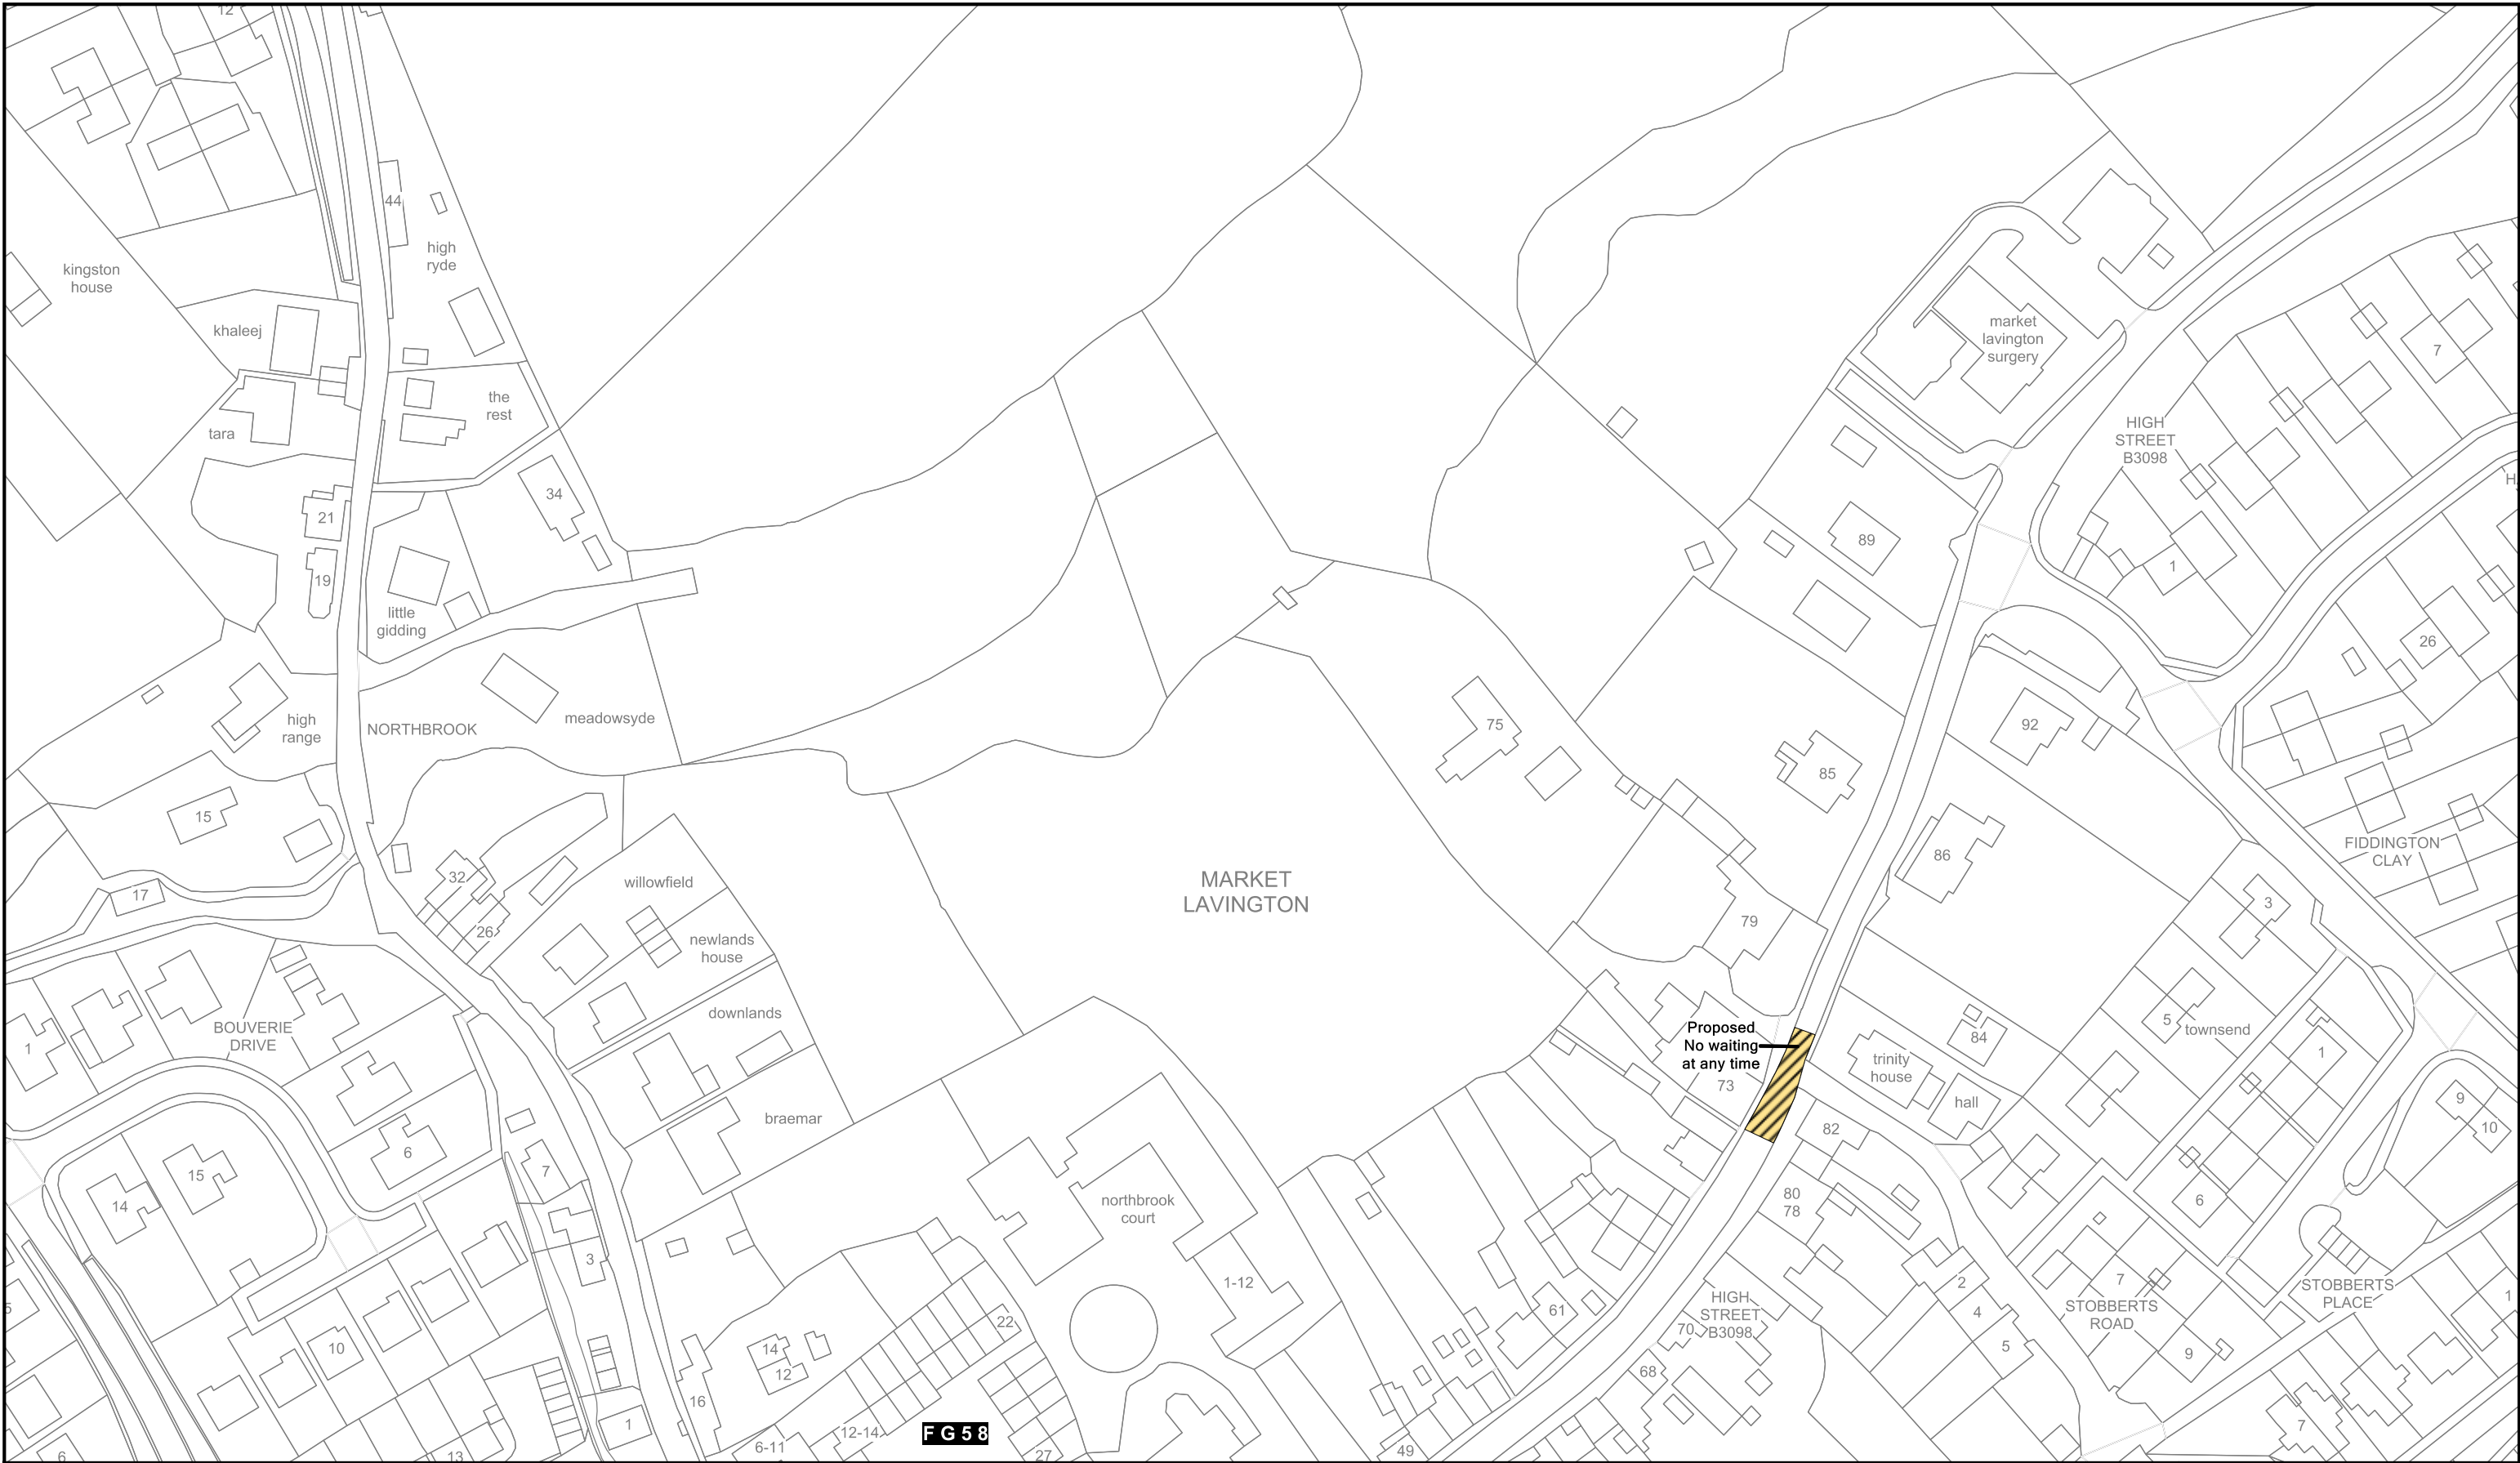 12
44
high
ryde
kingston
house
khaleej
the
rest
tara
34
21
19
little
gidding
high
range
NORTHBROOK
meadowsyde
15
17
32
26
willowfield
newlands
house
downlands
braemar
BOUVERIE
DRIVE
1
6
7
15
14
3
10
5
6
13
1
16
14
12
22
6-11
12-14
27
F G 5 8
northbrook
court
1-12
MARKET
LAVINGTON
market
lavington
surgery
HIGH
STREET
B3098
7
H
89
1
26
75
85
92
86
79
FIDDINGTON
CLAY
3
5
townsend
1
Proposed
No waiting
at any time
73
84
trinity
house
hall
82
80
78
9
10
6
7
9
STOBBERTS
ROAD
STOBBERTS
PLACE
1
2
4
5
7
61
HIGH
STREET
B3098
70
68
49